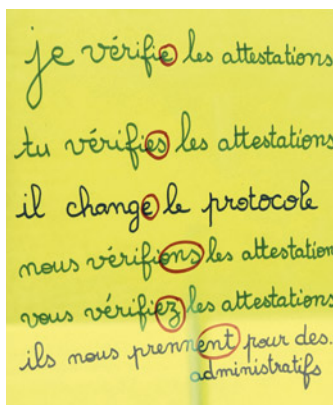 je vérifie les attestations
tu vérifies les attestations
il change le protocole
nous vérifions les attestation
vous vérifiez les attestations
ils nous prennent pour des.
administratifs